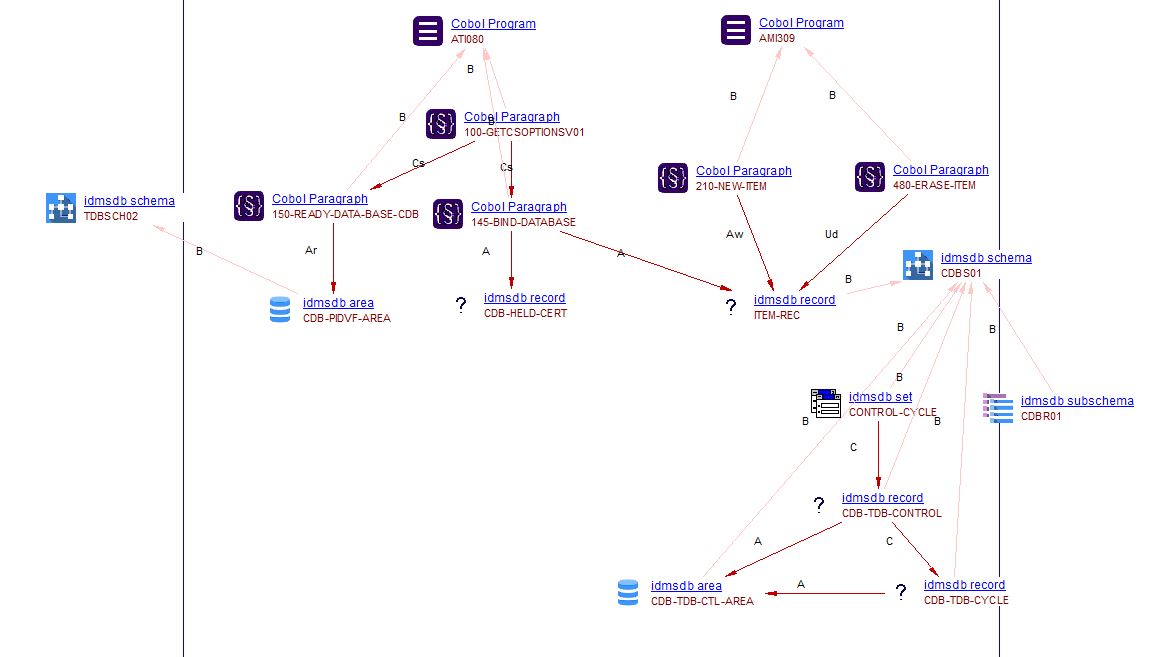 Cobol Program
ATI080
Cobol Program
AMI309
B
B
B
B
B
Cobol Paragraph
100-GETCSOPTIONSV01
Cs
Cs
Cobol Paragraph
210-NEW-ITEM
Cobol Paragraph
480-ERASE-ITEM
idmsdb schema
TDBSCH02
Cobol Paragraph
150-READY-DATA-BASE-CDB
Cobol Paragraph
145-BIND-DATABASE
B
Ar
A
A
Aw
Ud
idmsdb schema
CDBS01
B
idmsdb area
CDB-PIDVF-AREA
?
idmsdb record
CDB-HELD-CERT
?
idmsdb record
ITEM-REC
B
B
B
idmsdb set
CONTROL-CYCLE
idmsdb subschema
CDBR01
B
B
C
?
idmsdb record
CDB-TDB-CONTROL
A
C
idmsdb area
CDB-TDB-CTL-AREA
A
?
idmsdb record
CDB-TDB-CYCLE